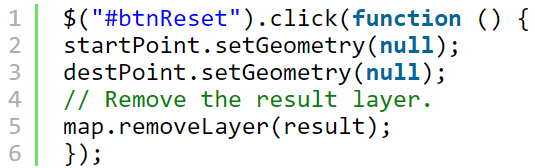 1 $("#btnReset").click(function () {
2 startPoint.setGeometry(null);
3 destPoint.setGeometry(null);
4 // Remove the result layer.
5 map.removeLayer(result);
6 });